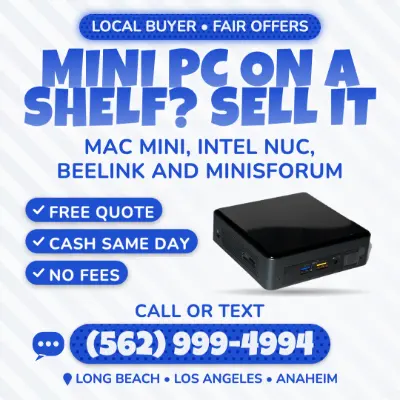 LOCAL BUYER • FAIR OFFERS
MINI PC ON A
SHELF? SELL IT
MAC MINI, INTEL NUC,
BEELINK AND MINISFORUM
FREE QUOTE
CASH SAME DAY
NO FEES
CALL OR TEXT
(562) 999-4994
LONG BEACH • LOS ANGELES • ANAHEIM